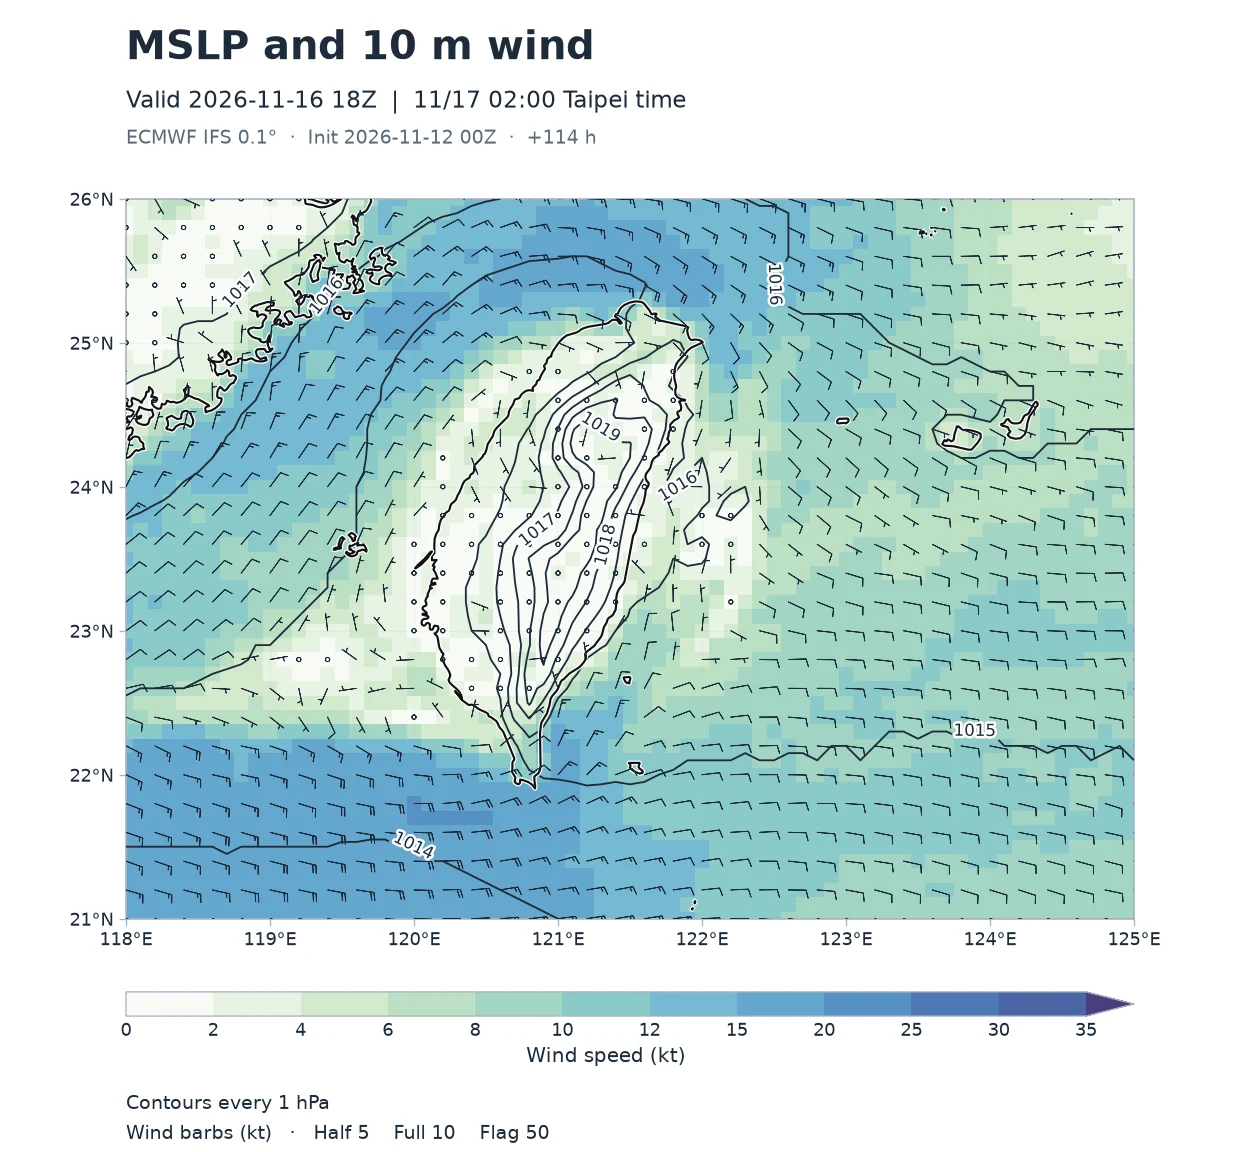 MSLP and 10 m wind
Valid 2026-11-16 18Z | 11/17 02:00 Taipei time
ECMWF IFS 0.1° · Init 2026-11-12 00Z · +114 h
26°N
25°N
24°N
23°N
22°N
21°N
1017
1016
1016
1019
1016
1017
1018
1015
1014
118°E 119°E 120°E 121°E 122°E 123°E 124°E 125°E
0 2 4 6 8 10 12 15 20 25 30 35
Wind speed (kt)
Contours every 1 hPa
Wind barbs (kt) · Half 5 Full 10 Flag 50